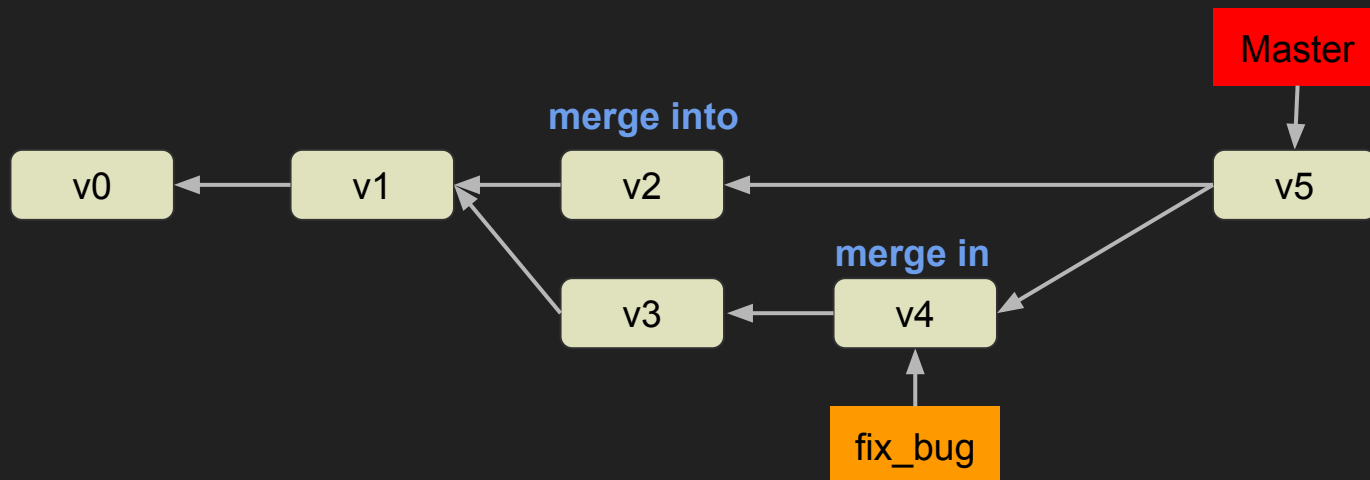 Master
merge into
v0
v1
v2
v5
merge in
v3
v4
fix_bug